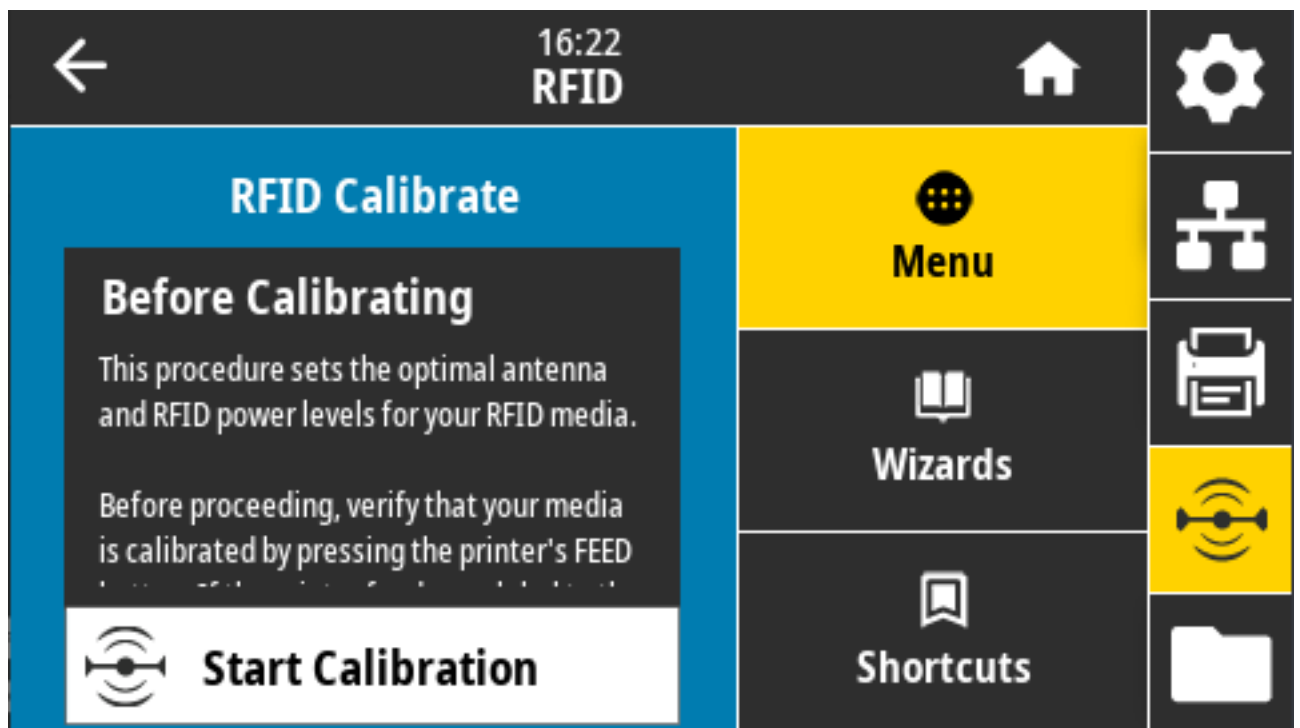 16:22
RFID
RFID Calibrate
Before Calibrating
This procedure sets the optimal antenna
and RFID power levels for your RFID media.
Before proceeding, verify that your media
is calibrated by pressing the printer's FEED
Start Calibration
Menu
Wizards
Shortcuts